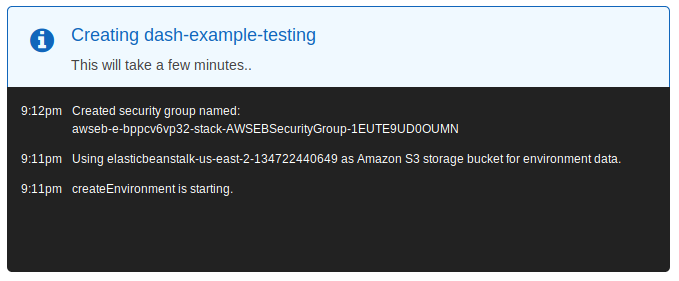 Creating dash-example-testing
This will take a few minutes..
9:12pm Created security group named:
awseb-e-bppcv6vp32-stack-AWSEBSecurityGroup-1EUTE9UD0OUMN
9:11pm Using elasticbeanstalk-us-east-2-134722440649 as Amazon S3 storage bucket for environment data.
9:11pm createEnvironment is starting.